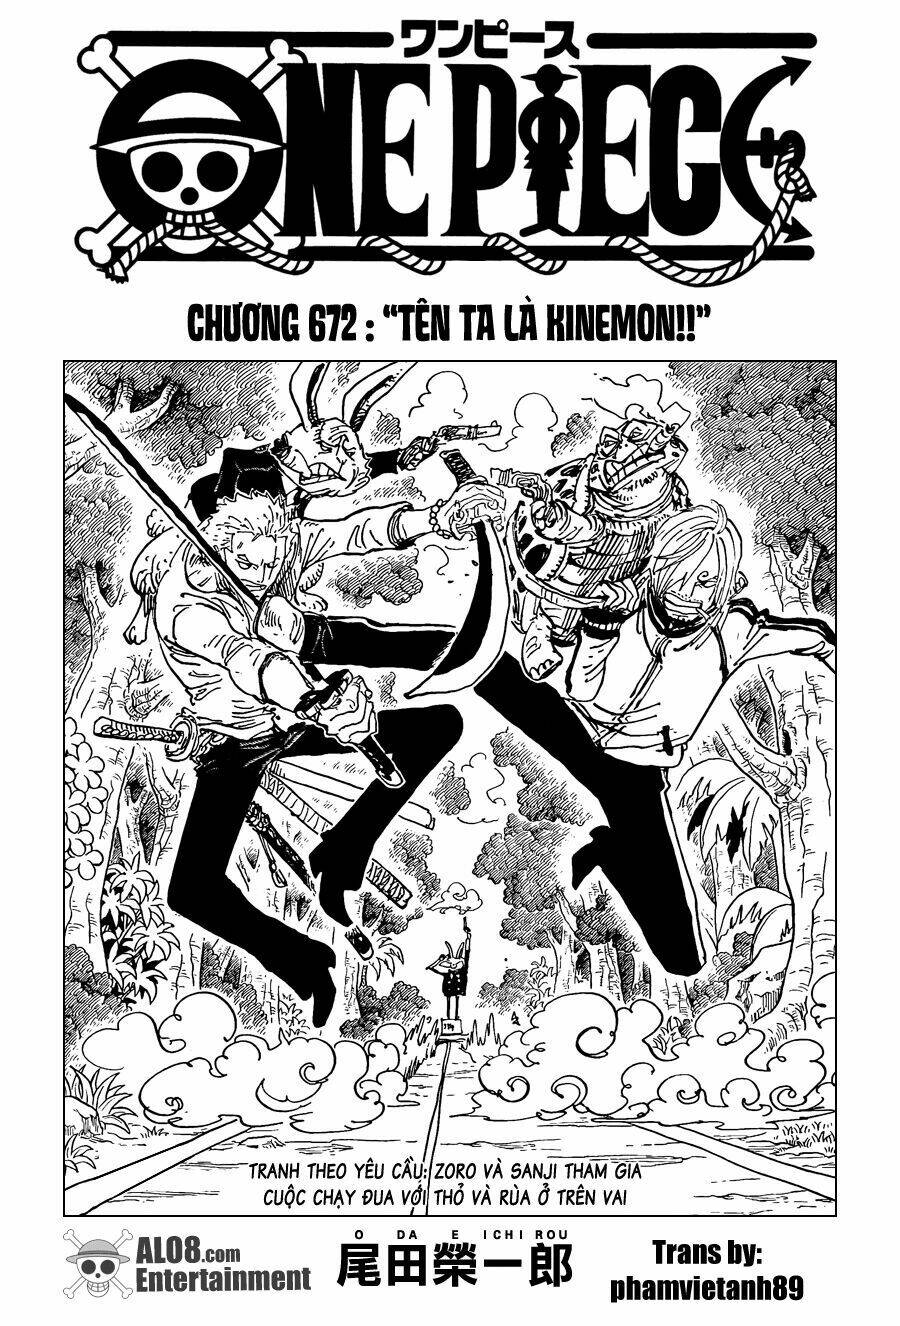 ワンピース
ONE PIECE
CHƯƠNG 672 : “TÊN TA LÀ KINEMON!!”
TRANH THEO YÊU CẦU: ZORO VÀ SANJI THAM GIA
CUỘC CHẠY ĐUA VỚI THỎ VÀ RÙA Ở TRÊN VAI
O DA E ICHI ROU
尾田榮一郎
ALO8.com
Entertainment
Trans by:
phamvietanh89